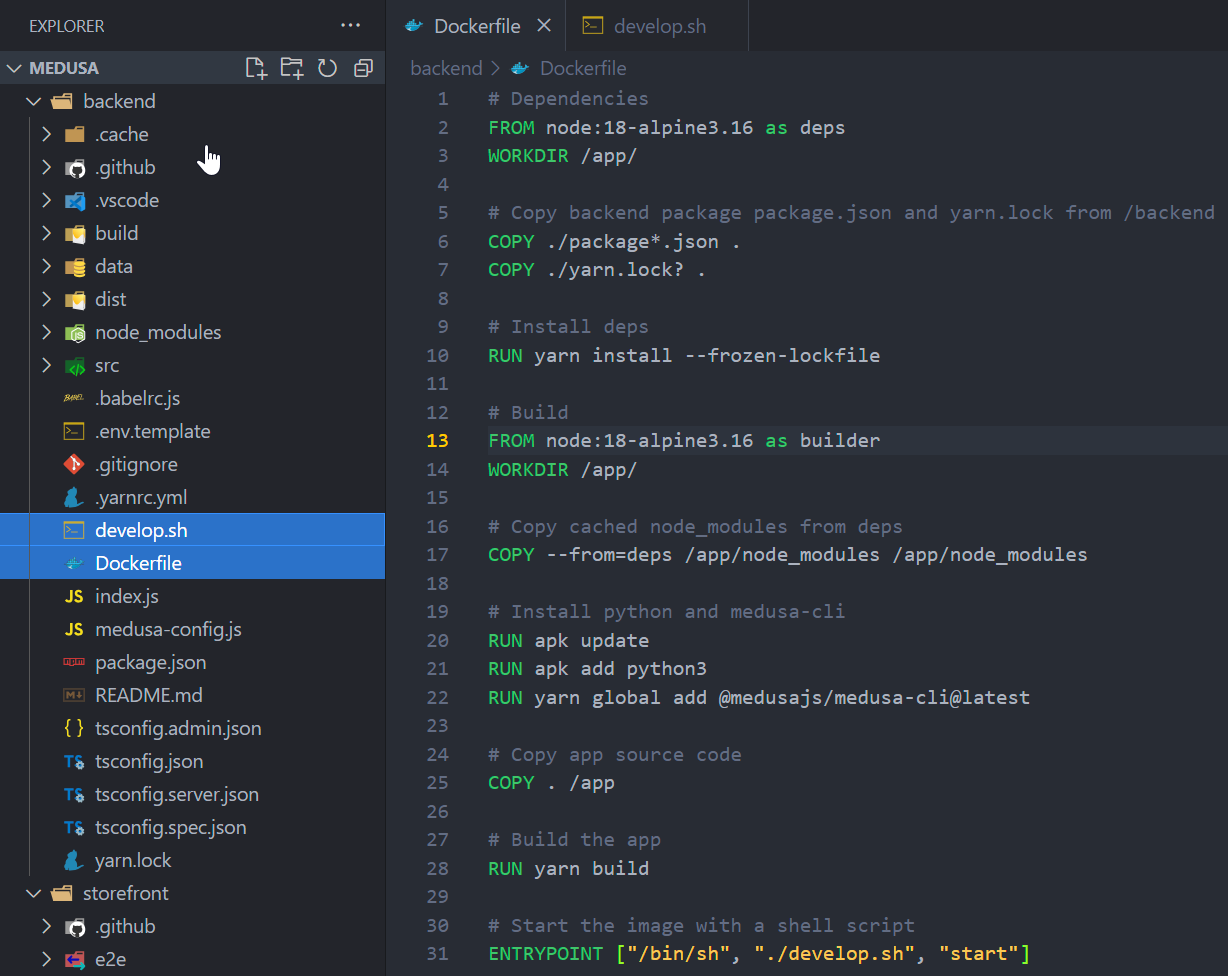 EXPLORER
MEDUSA
backend
.cache
.github
.vscode
build
data
dist
node_modules
src
BABEL .babelrc.js
.env.template
.gitignore
.yarnrc.yml
develop.sh
Dockerfile
JS index.js
JS medusa-config.js
npm package.json
M README.md
{ } tsconfig.admin.json
TS tsconfig.json
TS tsconfig.server.json
TS tsconfig.spec.json
yarn.lock
storefront
.github
e2e
Dockerfile
develop.sh
backend > Dockerfile
1 # Dependencies
2 FROM node:18-alpine3.16 as deps
3 WORKDIR /app/
4
5 # Copy backend package package.json and yarn.lock from /backend
6 COPY ./package*.json .
7 COPY ./yarn.lock? .
8
9 # Install deps
10 RUN yarn install --frozen-lockfile
11
12 # Build
13 FROM node:18-alpine3.16 as builder
14 WORKDIR /app/
15
16 # Copy cached node_modules from deps
17 COPY --from=deps /app/node_modules /app/node_modules
18
19 # Install python and medusa-cli
20 RUN apk update
21 RUN apk add python3
22 RUN yarn global add @medusajs/medusa-cli@latest
23
24 # Copy app source code
25 COPY . /app
26
27 # Build the app
28 RUN yarn build
29
30 # Start the image with a shell script
31 ENTRYPOINT ["/bin/sh", "./develop.sh", "start"]